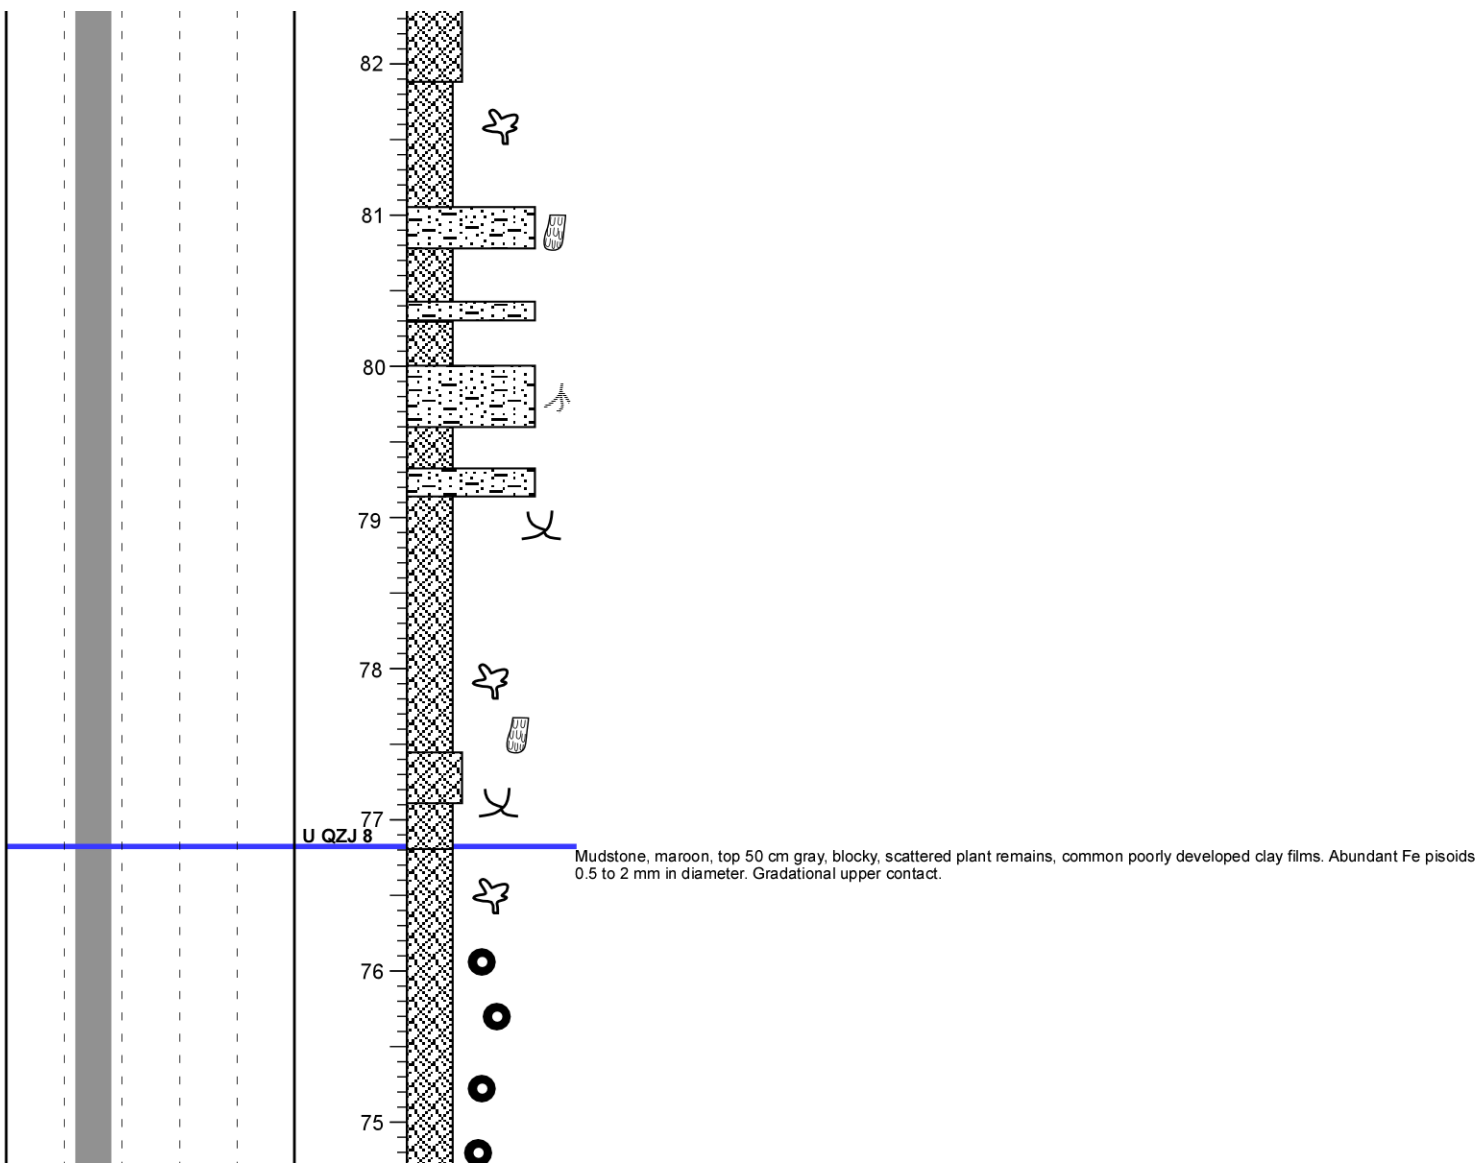 82
81
80
79
78
77
U QZJ 8
Mudstone, maroon, top 50 cm gray, blocky, scattered plant remains, common poorly developed clay films. Abundant Fe pisoids
0.5 to 2 mm in diameter. Gradational upper contact.
76
75